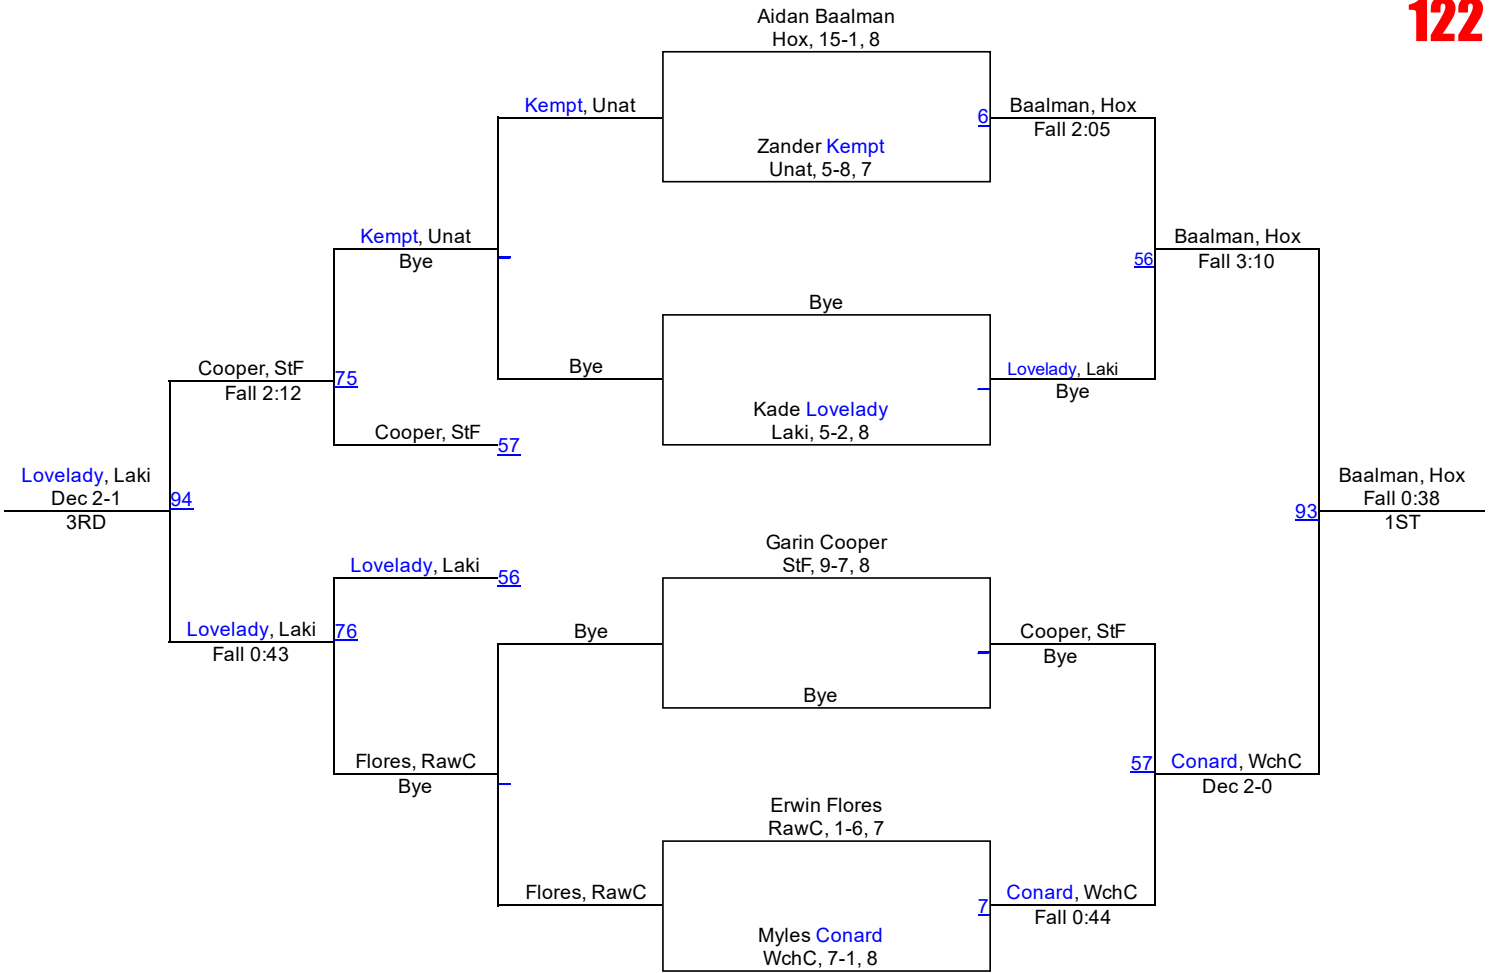 122
Aidan Baalman
Hox, 15-1, 8
Kempt, Unat
6
Baalman, Hox
Fall 2:05
Zander Kempt
Unat, 5-8, 7
Kempt, Unat
Bye
Baalman, Hox
56
Fall 3:10
Bye
Bye
Lovelady, Laki
Bye
Cooper, StF
75
Fall 2:12
Kade Lovelady
Laki, 5-2, 8
Cooper, StF
57
Lovelady, Laki
Dec 2-1
94
3RD
Baalman, Hox
Fall 0:38
93
1ST
Garin Cooper
StF, 9-7, 8
Lovelady, Laki
56
Lovelady, Laki
76
Fall 0:43
Bye
Cooper, StF
Bye
Bye
Flores, RawC
Bye
57
Conard, WchC
Dec 2-0
Erwin Flores
RawC, 1-6, 7
Flores, RawC
7
Conard, WchC
Fall 0:44
Myles Conard
WchC, 7-1, 8